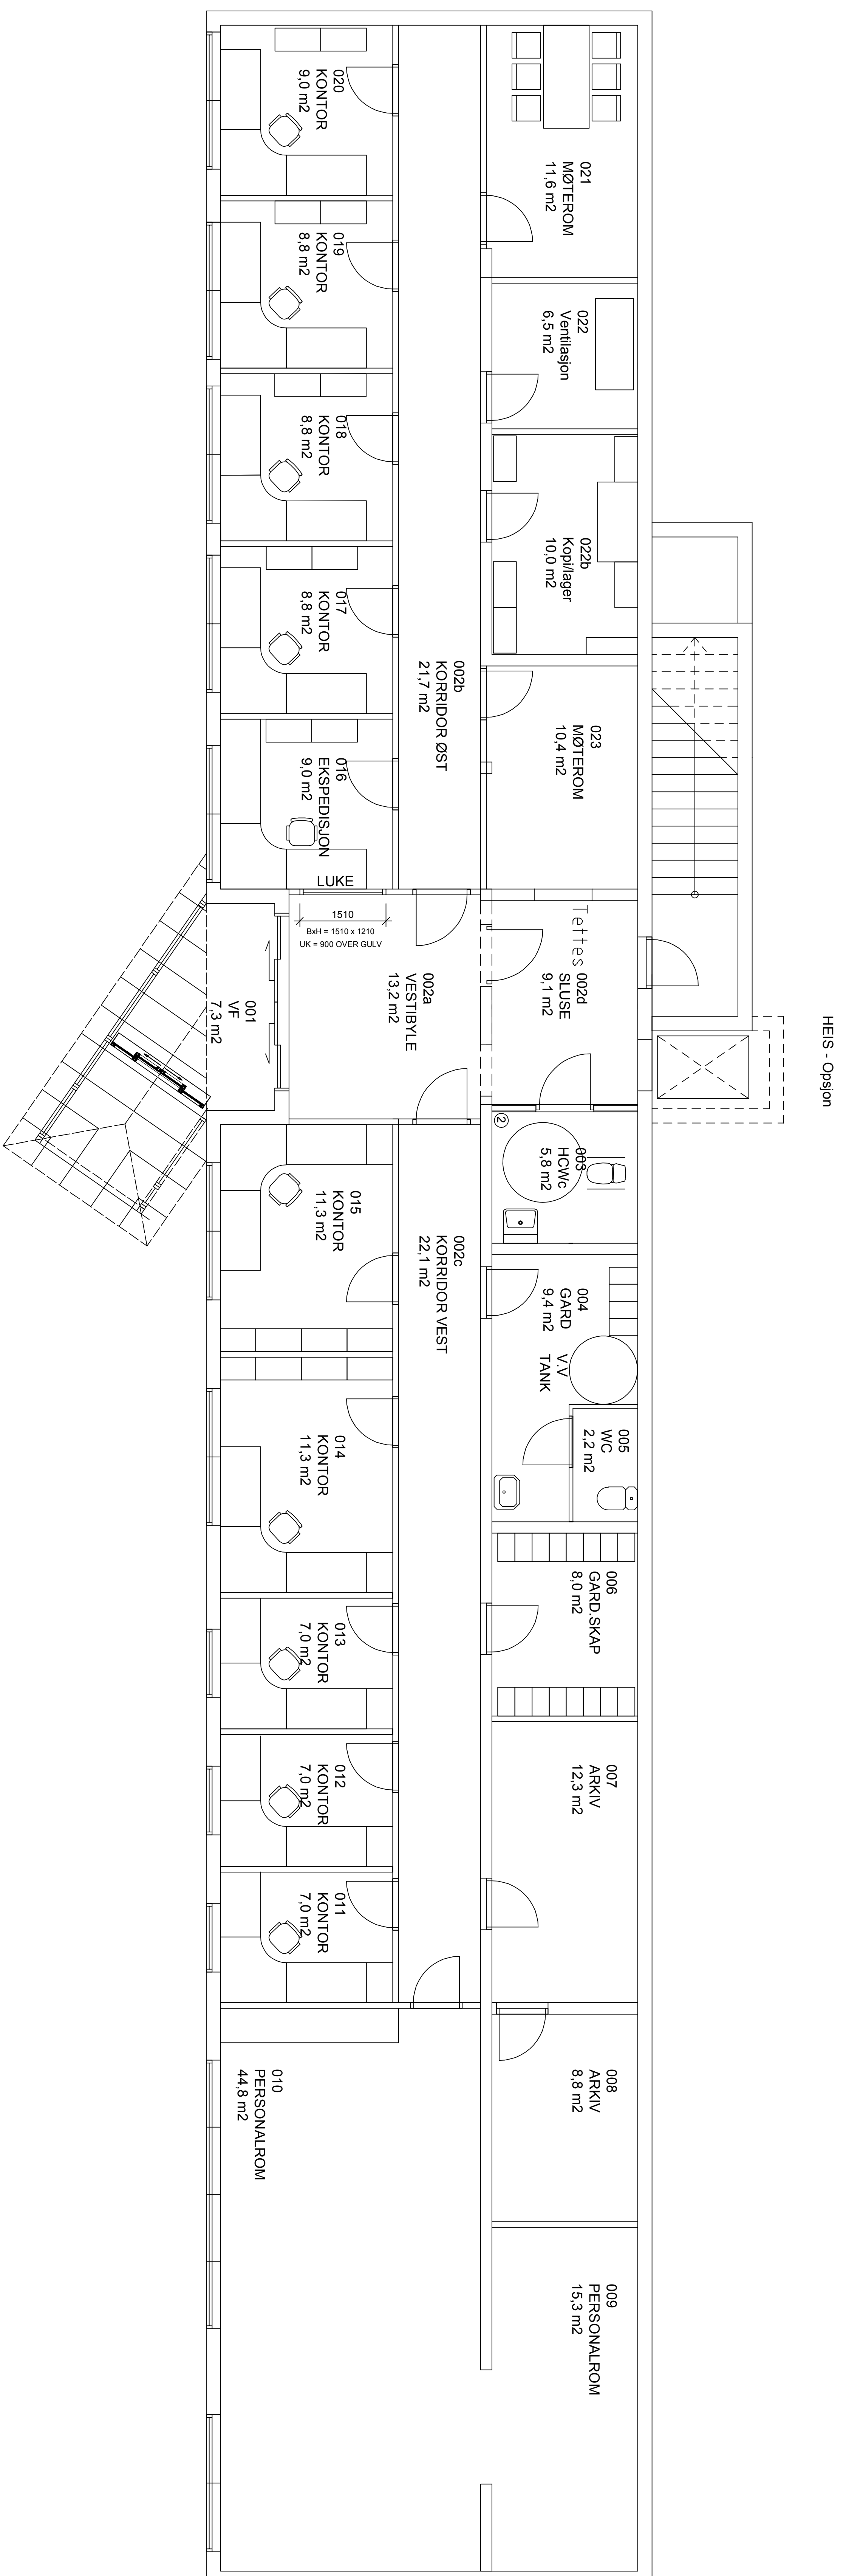 HEIS - Opsjon
021
MØTEROM
11,6 m2
022
Ventilasjon
6,5 m2
022b
Kopi/lager
10,0 m2
023
MØTEROM
10,4 m2
Tettes
002d
SLUSE
9,1 m2
2
003
HCWc
5,8 m2
004
GARD
9,4 m2
V.V
TANK
005
WC
2,2 m2
006
GARD.SKAP
8,0 m2
007
ARKIV
12,3 m2
008
ARKIV
8,8 m2
009
PERSONALROM
15,3 m2
002b
KORRIDOR ØST
21,7 m2
002a
VESTIBYLE
13,2 m2
002c
KORRIDOR VEST
22,1 m2
020
KONTOR
9,0 m2
019
KONTOR
8,8 m2
018
KONTOR
8,8 m2
017
KONTOR
8,8 m2
016
EKSPEDISJON
9,0 m2
LUKE
1510
BxH = 1510 x 1210
UK = 900 OVER GULV
001
VF
7,3 m2
015
KONTOR
11,3 m2
014
KONTOR
11,3 m2
013
KONTOR
7,0 m2
012
KONTOR
7,0 m2
011
KONTOR
7,0 m2
010
PERSONALROM
44,8 m2